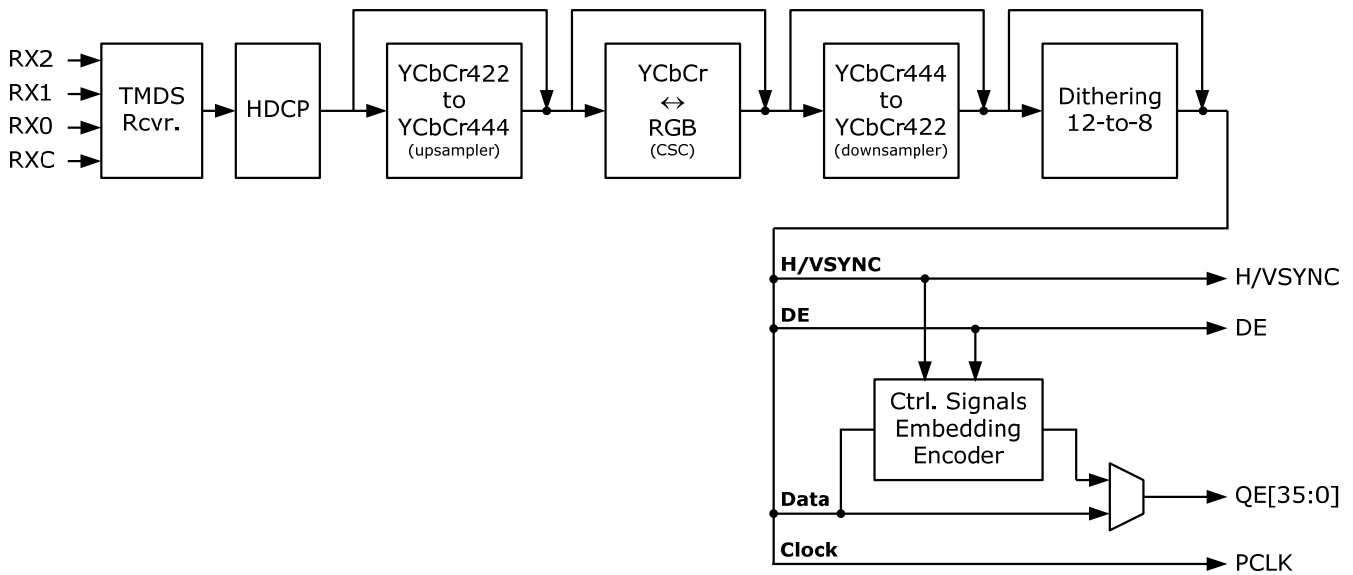 RX2
RX1
RX0
RXC
TMDS
Rcvr.
HDCP
YCbCr422
to
YCbCr444
(upsampler)
YCbCr
↔
RGB
(CSC)
YCbCr444
to
YCbCr422
(downsampler)
Dithering
12-to-8
H/VSYNC
H/VSYNC
DE
DE
Ctrl. Signals
Embedding
Encoder
Data
QE[35:0]
Clock
PCLK